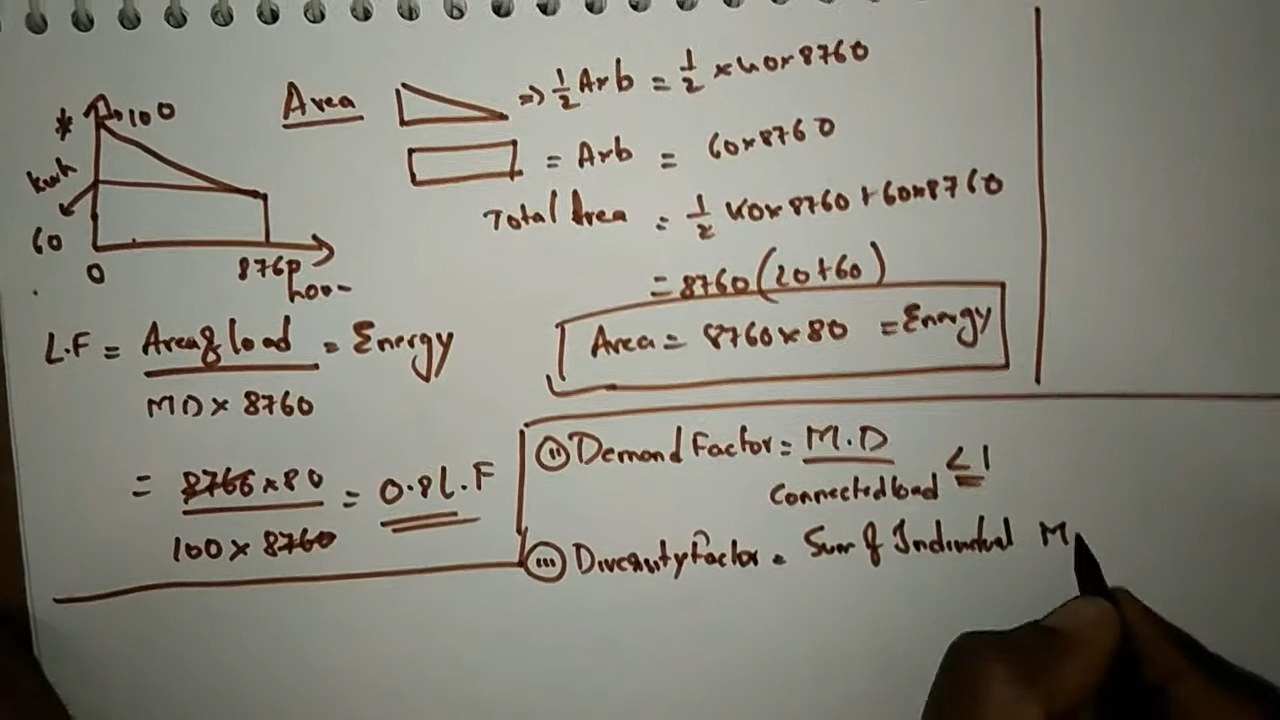 * 100
kwh
60
0
8760
hour
Area
=> 1/2 A×b = 1/2 × 40×8760
= A×b = 60×8760
Total Area = 1/2 40×8760 + 60×8760
= 8760(20+60)
Area = 8760×80 = Energy
L.F = Area of load / MD × 8760 = Energy
= 8760×80 / 100×8760 = 0.8 L.F
(ii) Demand Factor = M.D / Connected load ≤ 1
(iii) Diversity Factor = Sum of Individual M